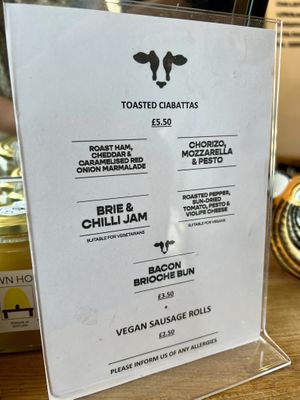 TOASTED CIABATTAS
£5.50
ROAST HAM,
CHEDDAR &
CARAMELISED RED
ONION MARMALADE
CHORIZO,
MOZZARELLA
& PESTO
BRIE &
CHILLI JAM
SUITABLE FOR VEGETARIANS
ROASTED PEPPER,
SUN-DRIED
TOMATO, PESTO &
VIOLIFE CHEESE
SUITABLE FOR VEGANS
BACON
BRIOCHE BUN
£3.50
VEGAN SAUSAGE ROLLS
£2.50
PLEASE INFORM US OF ANY ALLERGIES
WN HO